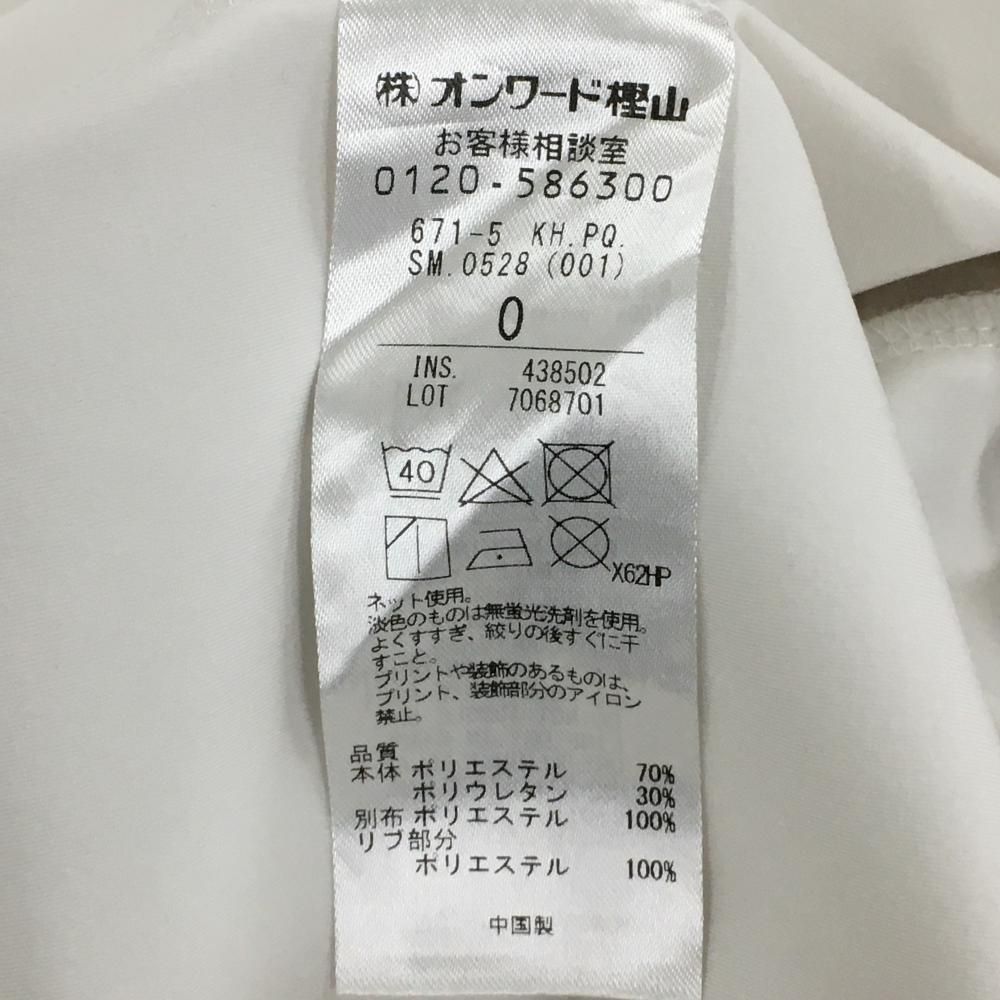 ㈱オンワード樫山
お客様相談室
0120-586300
671-5 KH.PQ.
SM.0528 (001)
0
INS. 438502
LOT 7068701
40
X62HP
ネット使用。
淡色のものは無蛍光洗剤を使用。
よくすすぎ、絞りの後すぐに干
すこと。
プリントや装飾のあるものは、
プリント、装飾部分のアイロン
禁止。
品質
本体 ポリエステル 70%
ポリウレタン 30%
別布 ポリエステル 100%
リブ部分
ポリエステル 100%
中国製